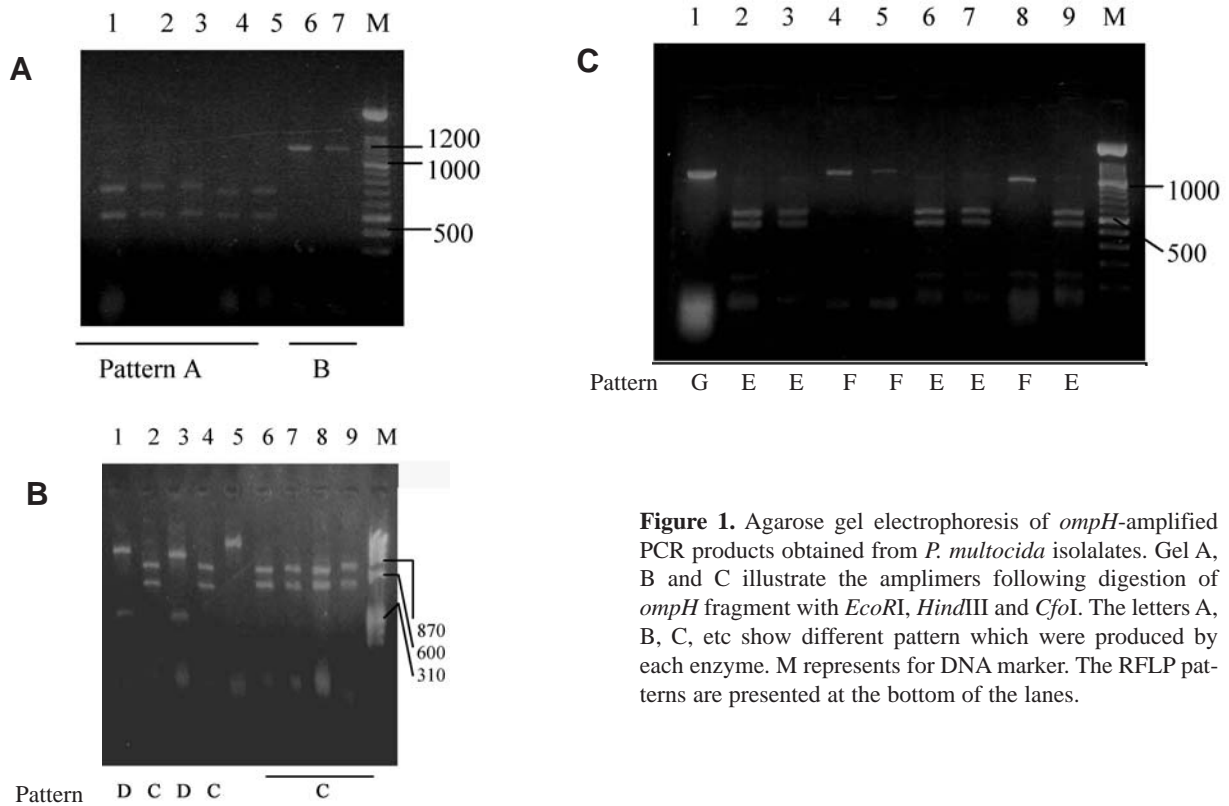 A
1 2 3 4 5 6 7 M
1200
1000
500
Pattern A B
B
1 2 3 4 5 6 7 8 9 M
870
600
310
Pattern D C D C C
C
1 2 3 4 5 6 7 8 9 M
1000
500
Pattern G E E F F E E F E
Figure 1. Agarose gel electrophoresis of ompH-amplified
PCR products obtained from P. multocida isolalates. Gel A,
B and C illustrate the amplimers following digestion of
ompH fragment with EcoRI, HindIII and CfoI. The letters A,
B, C, etc show different pattern which were produced by
each enzyme. M represents for DNA marker. The RFLP pat-
terns are presented at the bottom of the lanes.